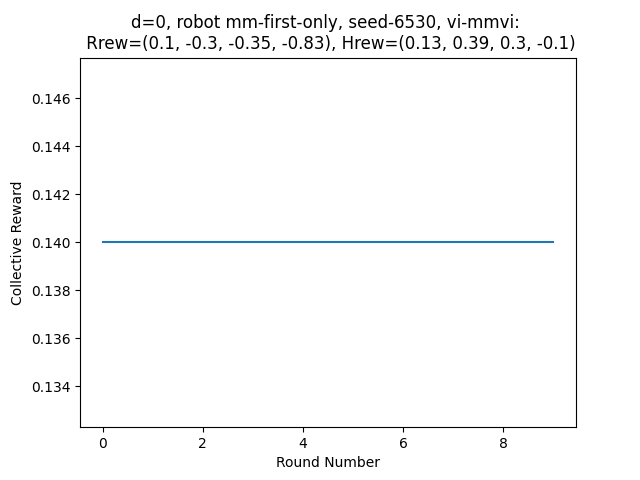 d=0, robot mm-first-only, seed-6530, vi-mmvi:
Rrew=(0.1, -0.3, -0.35, -0.83), Hrew=(0.13, 0.39, 0.3, -0.1)
0.146
0.144
0.142
0.140
0.138
0.136
0.134
Collective Reward
0 2 4 6 8
Round Number